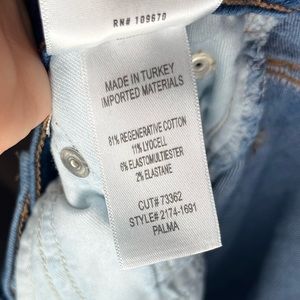 RN# 109670
MADE IN TURKEY
IMPORTED MATERIALS
81% REGENERATIVE COTTON
11% LYOCELL
6% ELASTOMULTIESTER
2% ELASTANE
CUT# 73362
STYLE# 2174-1691
PALMA